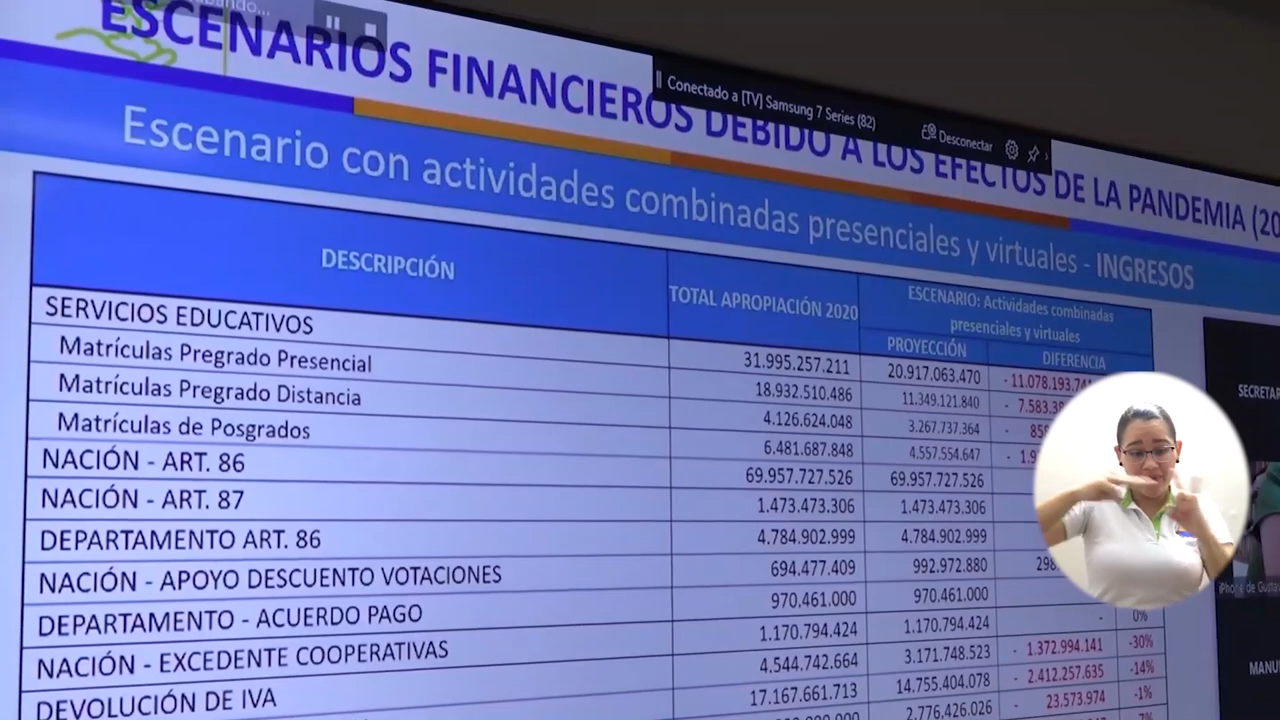 ESCENARIOS FINANCIEROS DEBIDO A LOS EFECTOS DE LA PANDEMIA (20
Conectado a [TV] Samsung 7 Series (82)
Desconectar
Escenario con actividades combinadas presenciales y virtuales - INGRESOS
DESCRIPCIÓN
TOTAL APROPIACIÓN 2020
ESCENARIO: Actividades combinadas
presenciales y virtuales
PROYECCIÓN
DIFERENCIA
SERVICIOS EDUCATIVOS 31.995.257.211 20.917.063.470
Matrículas Pregrado Presencial 18.932.510.486 11.349.121.840
Matrículas Pregrado Distancia 4.126.624.048 3.267.737.364
Matrículas de Posgrados 6.481.687.848 4.557.554.647
NACIÓN - ART. 86 69.957.727.526 69.957.727.526
NACIÓN - ART. 87 1.473.473.306 1.473.473.306
DEPARTAMENTO ART. 86 4.784.902.999 4.784.902.999
NACIÓN - APOYO DESCUENTO VOTACIONES 694.477.409 992.972.880
DEPARTAMENTO - ACUERDO PAGO 970.461.000 970.461.000
NACIÓN - EXCEDENTE COOPERATIVAS 1.170.794.424 1.170.794.424 - 0%
DEVOLUCIÓN DE IVA 4.544.742.664 3.171.748.523 - 1.372.994.141 -30%
17.167.661.713 14.755.404.078 - 2.412.257.635 -14%
2.776.426.026 - 23.573.974 -1%